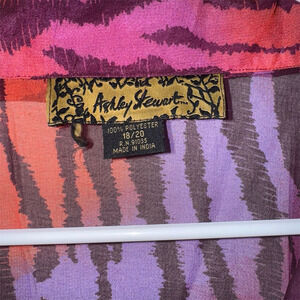 Ashley Stewart...
100% POLYESTER
18/20
R.N. 91035
MADE IN INDIA